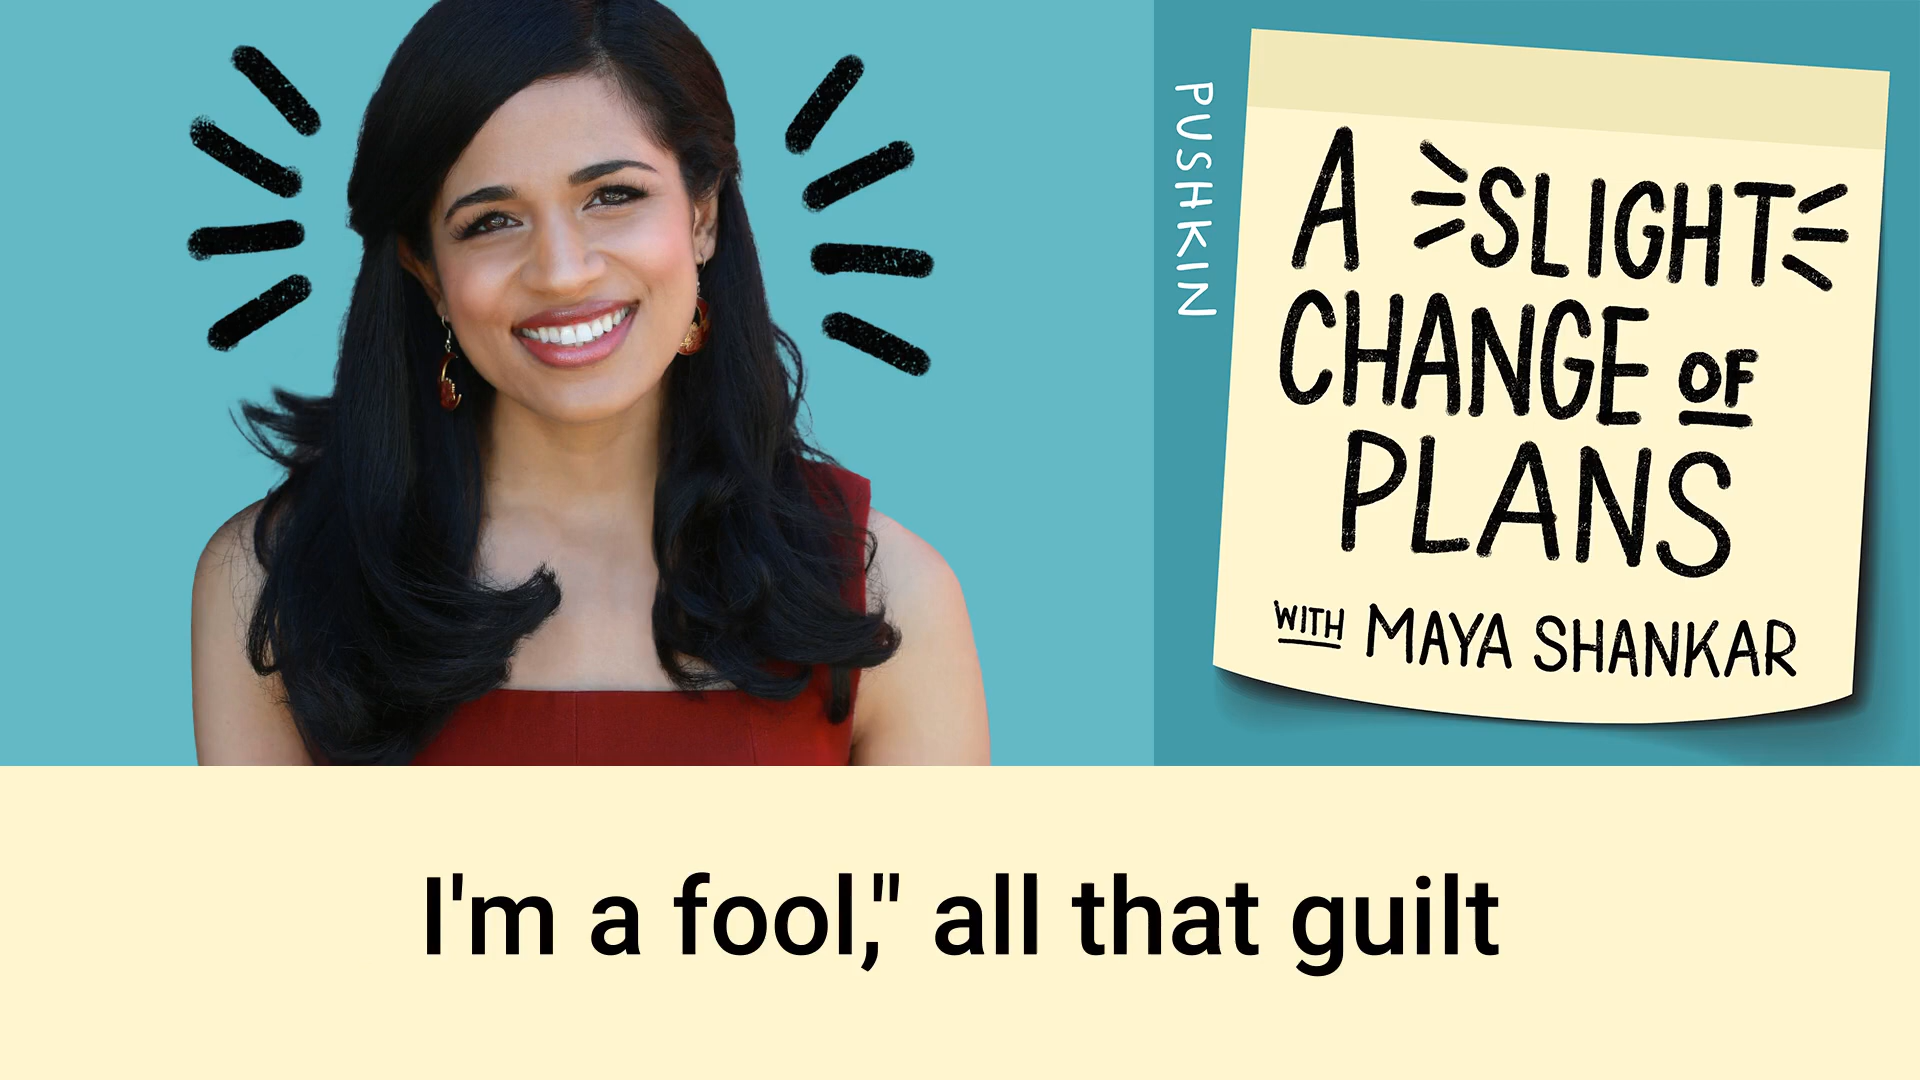 PUSHKIN
A SLIGHT
CHANGE OF
PLANS
WITH MAYA SHANKAR
I'm a fool," all that guilt